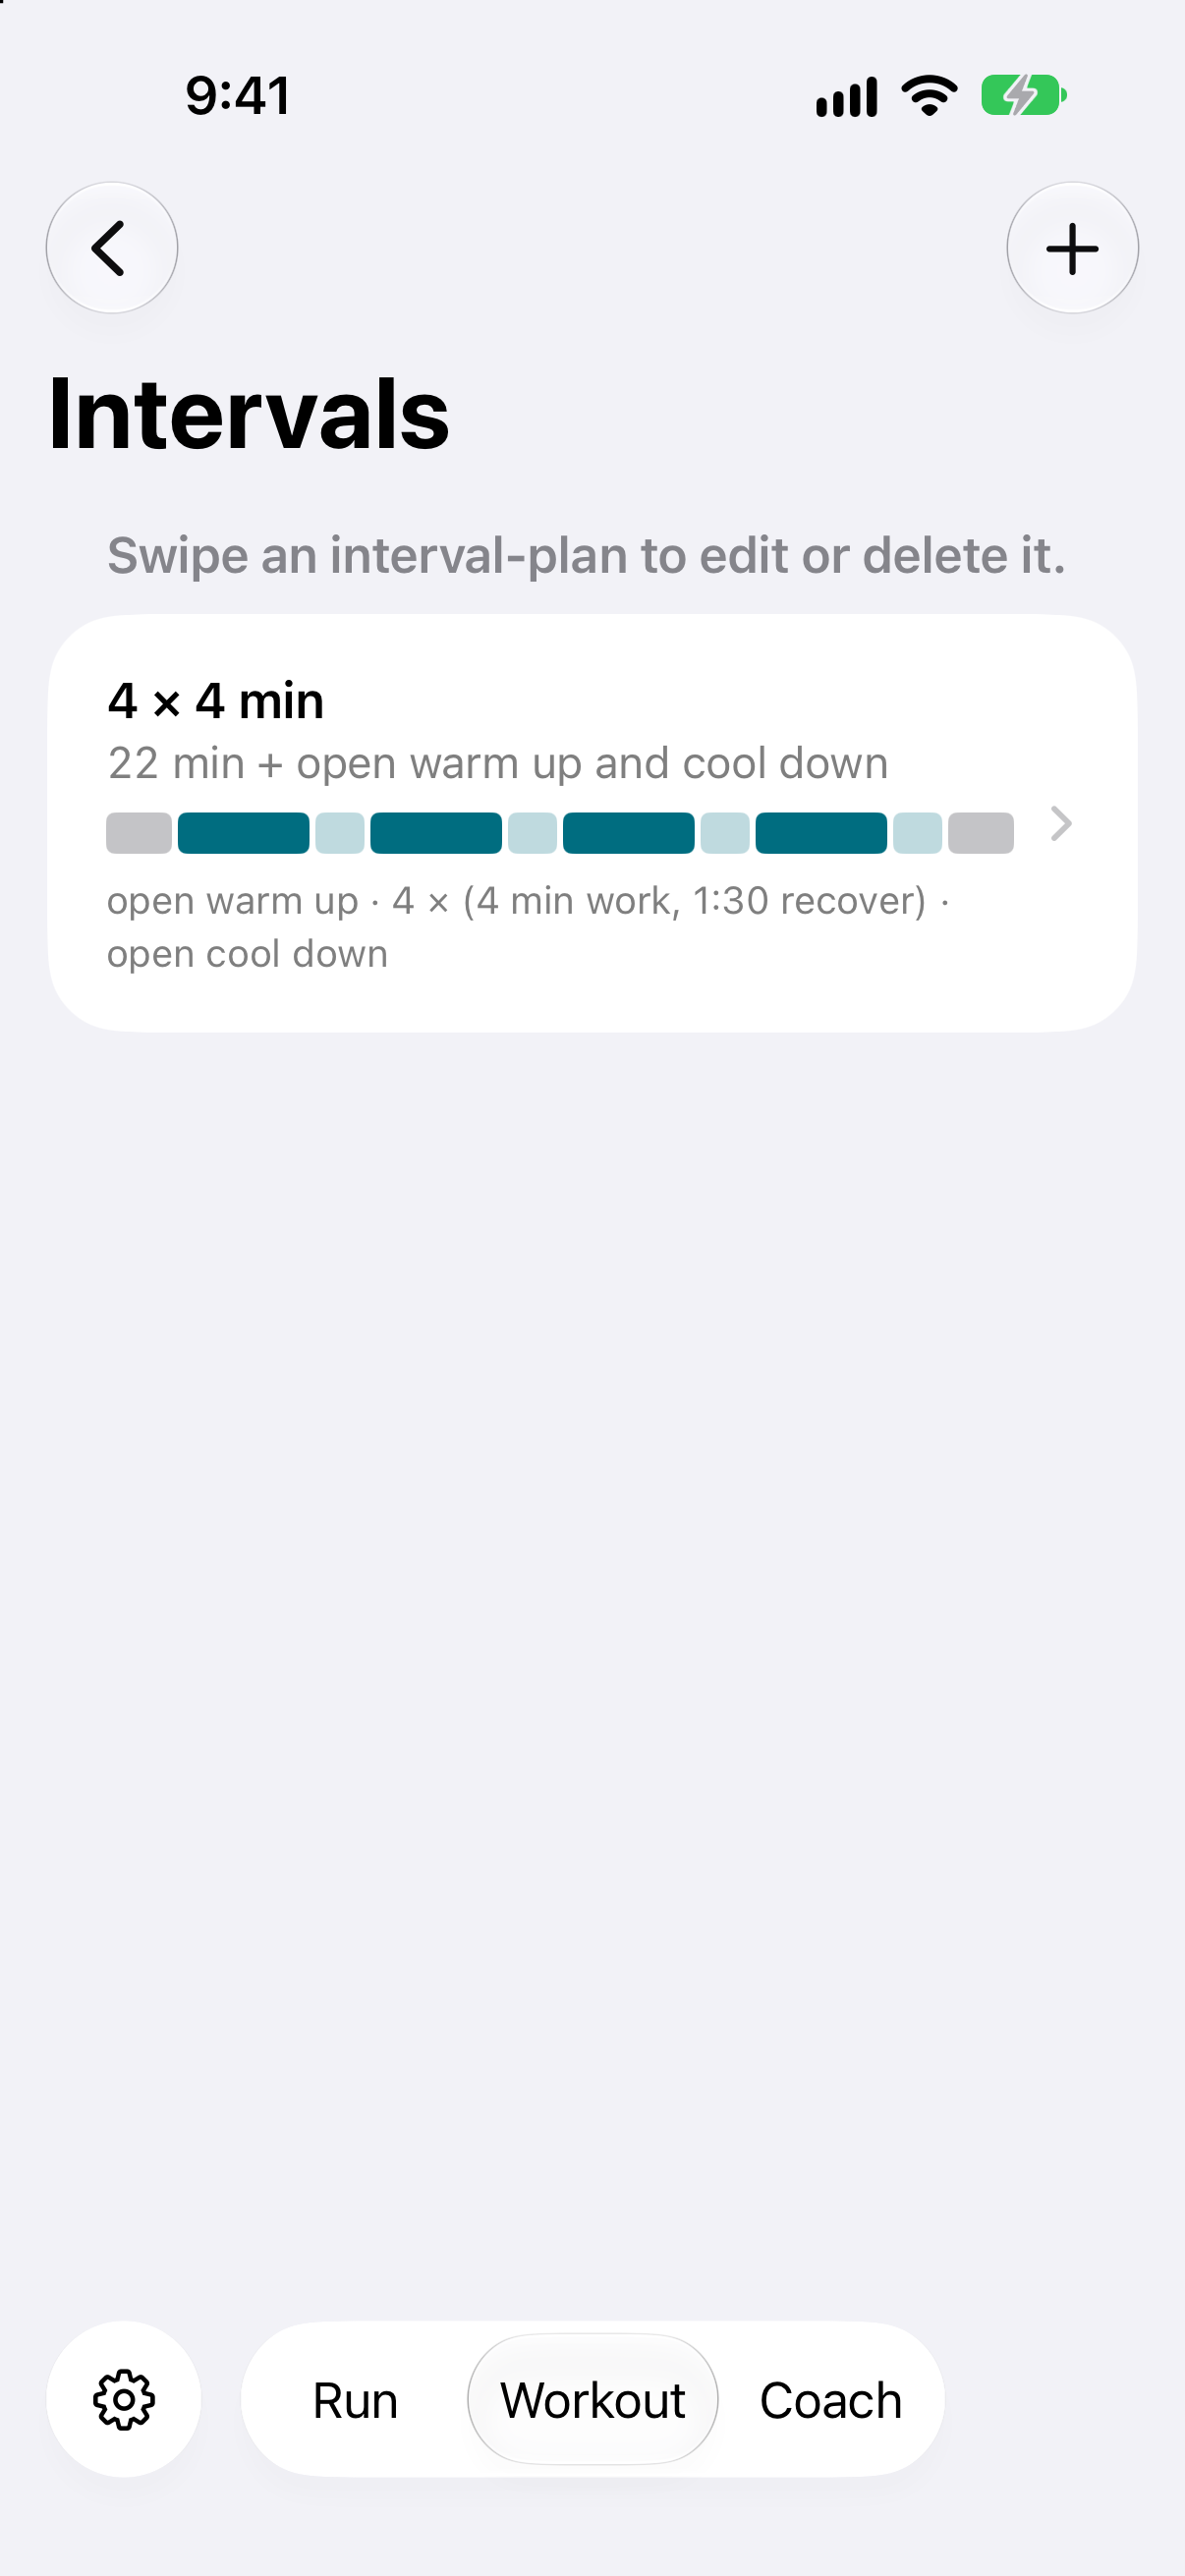 9:41
Intervals
Swipe an interval-plan to edit or delete it.
4 × 4 min
22 min + open warm up and cool down
open warm up · 4 × (4 min work, 1:30 recover) ·
open cool down
Run
Workout
Coach